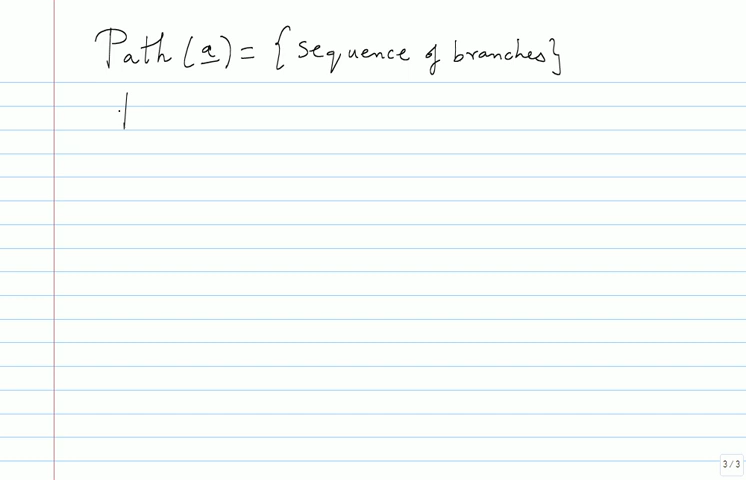 Path (a) = { sequence of branches}
3 / 3